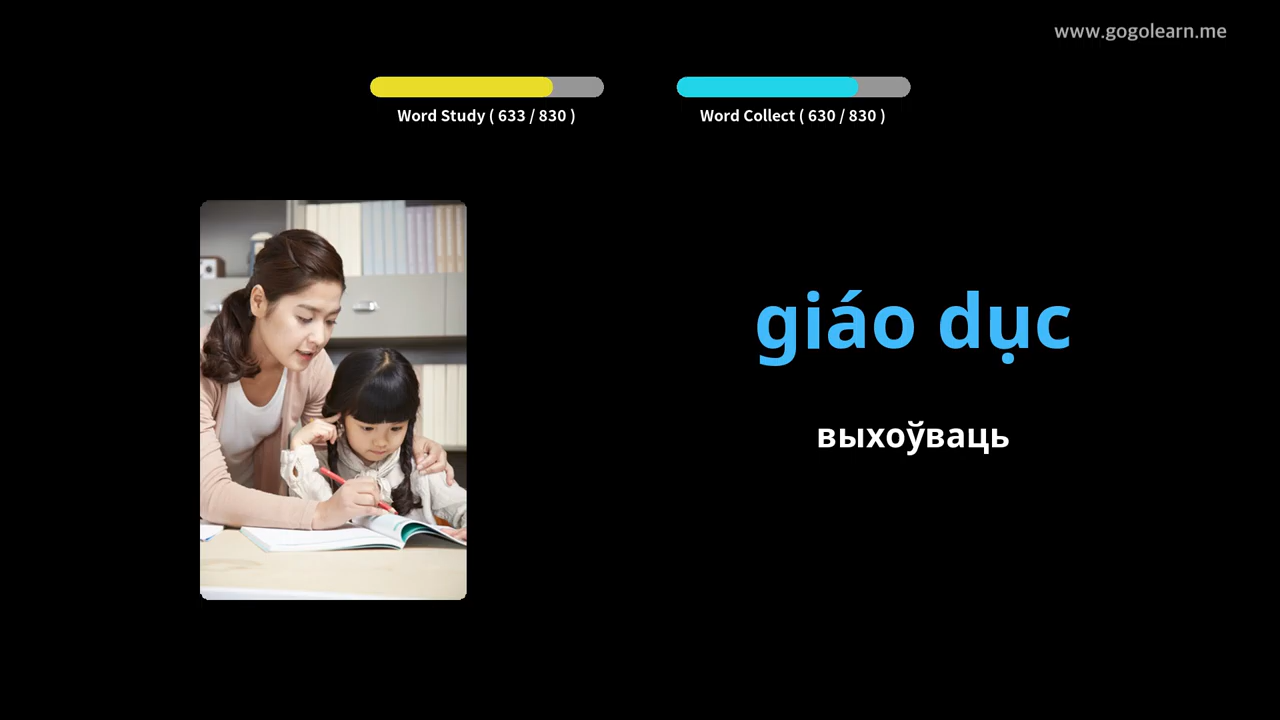 www.gogolearn.me
Word Study ( 633 / 830 )
Word Collect ( 630 / 830 )
giáo dục
выхоўваць